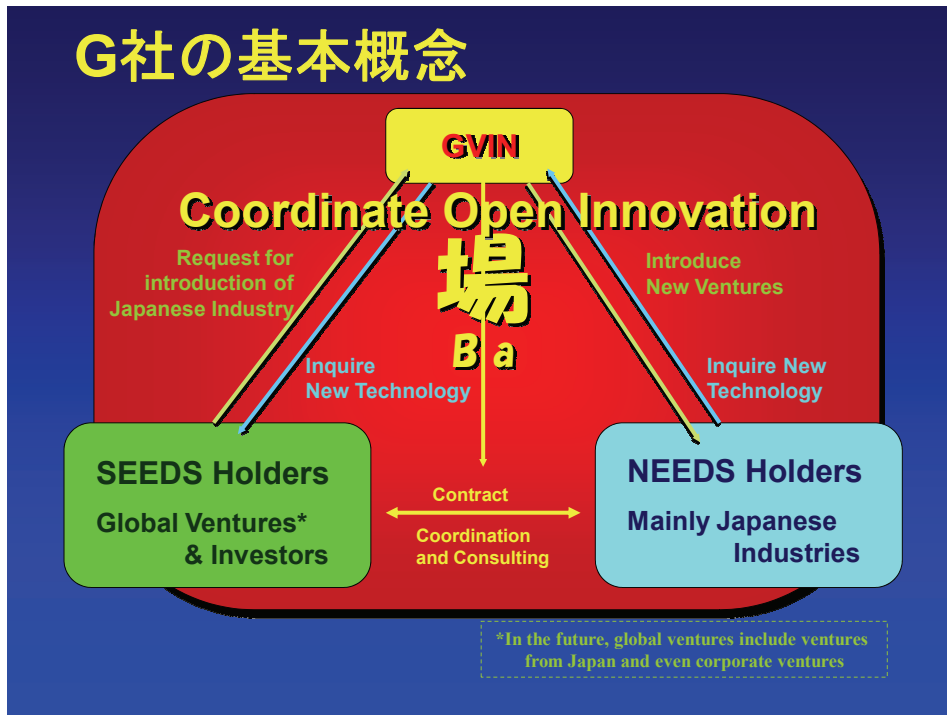 G社の基本概念
GVIN
Coordinate Open Innovation
場
Ba
Request for
introduction of
Japanese Industry
Introduce
New Ventures
Inquire
New Technology
Inquire New
Technology
SEEDS Holders
Global Ventures*
& Investors
Contract
Coordination
and Consulting
NEEDS Holders
Mainly Japanese
Industries
*In the future, global ventures include ventures
from Japan and even corporate ventures